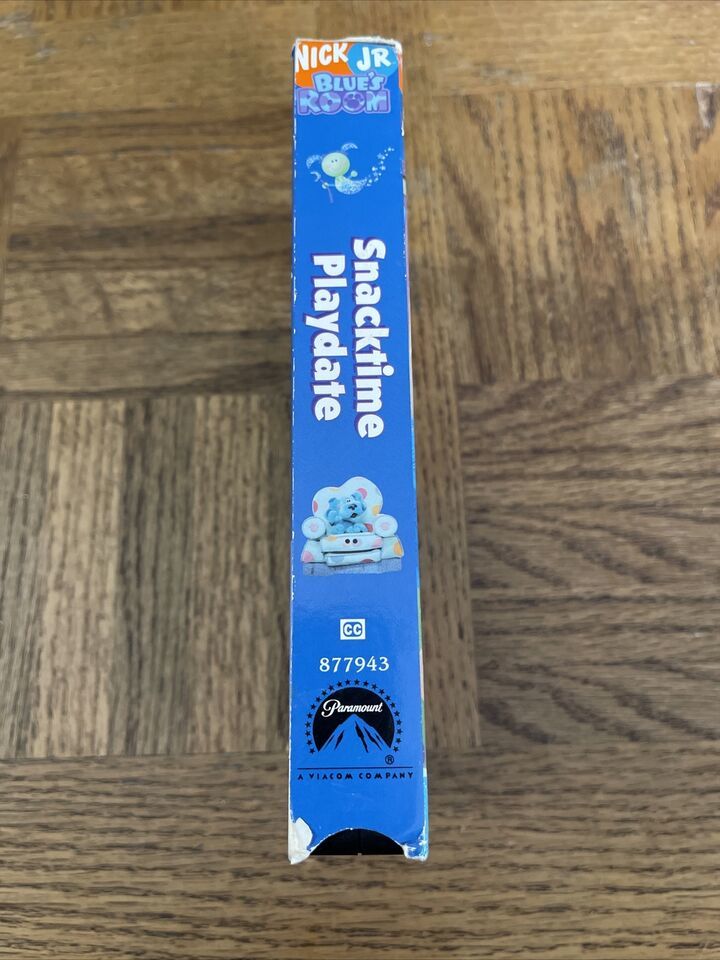 NICK JR
BLUE'S
ROOM
Snacktime
Playdate
CC
877943
Paramount
®
A VIACOM COMPANY